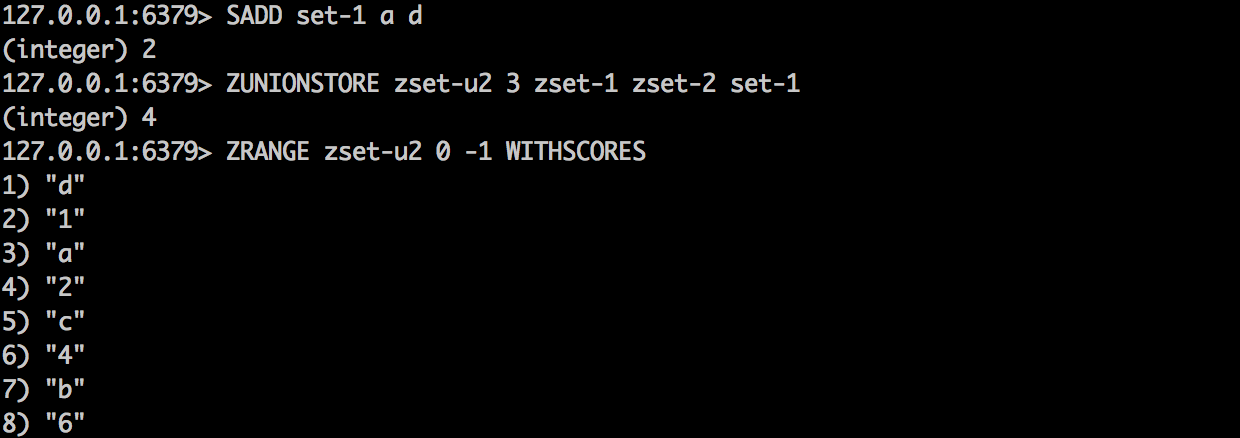 127.0.0.1:6379> SADD set-1 a d
(integer) 2
127.0.0.1:6379> ZUNIONSTORE zset-u2 3 zset-1 zset-2 set-1
(integer) 4
127.0.0.1:6379> ZRANGE zset-u2 0 -1 WITHSCORES
1) "d"
2) "1"
3) "a"
4) "2"
5) "c"
6) "4"
7) "b"
8) "6"